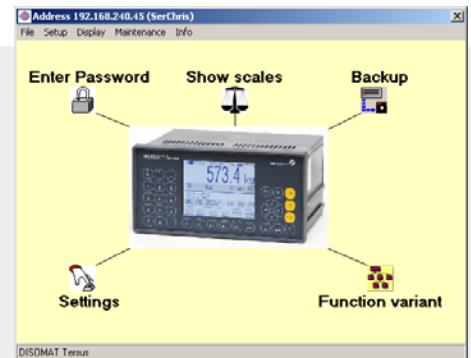 Address 192.168.240.45 (SerChris)
File Setup Display Maintenance Info
Enter Password Show scales Backup
573.4 kg
Settings Function variant
DISOMAT Tersus